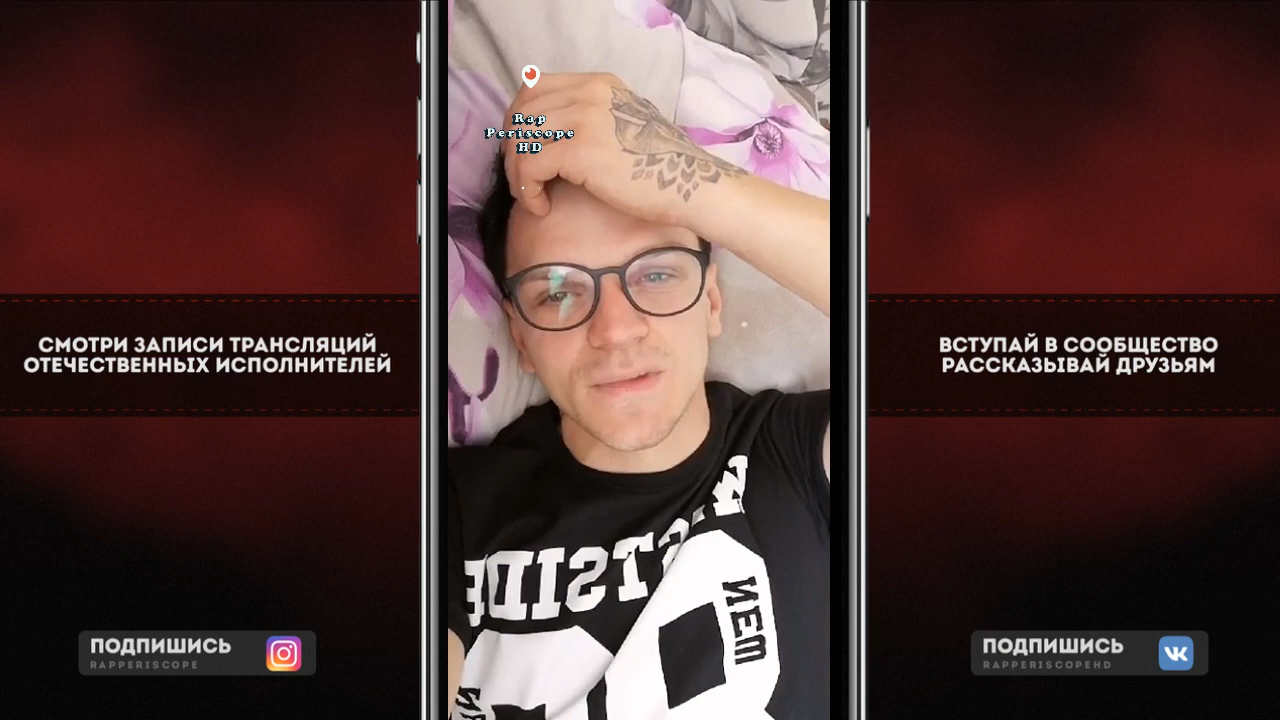 Rap
Periscope
HD
СМОТРИ ЗАПИСИ ТРАНСЛЯЦИЙ
ОТЕЧЕСТВЕННЫХ ИСПОЛНИТЕЛЕЙ
ВСТУПАЙ В СООБЩЕСТВО
РАССКАЗЫВАЙ ДРУЗЬЯМ
ПОДПИШИСЬ
RAPPERISCOPE
ПОДПИШИСЬ
RAPPERISCOPEHD